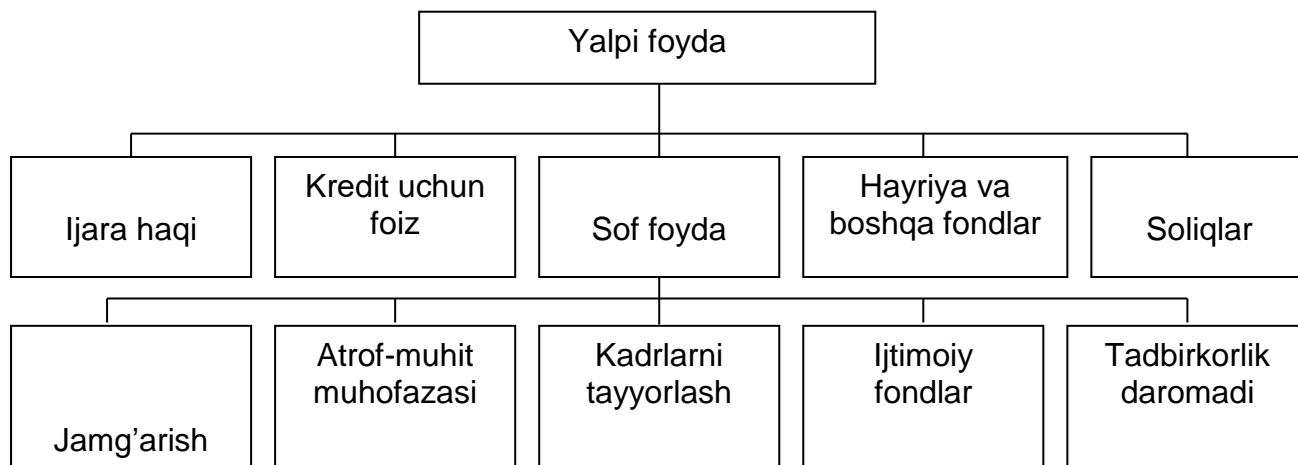 Yalpi foyda
Ijara haqi
Kredit uchun
foiz
Sof foyda
Hayriya va
boshqa fondlar
Soliqlar
Jamg’arish
Atrof-muhit
muhofazasi
Kadrlarni
tayyorlash
Ijtimoiy
fondlar
Tadbirkorlik
daromadi